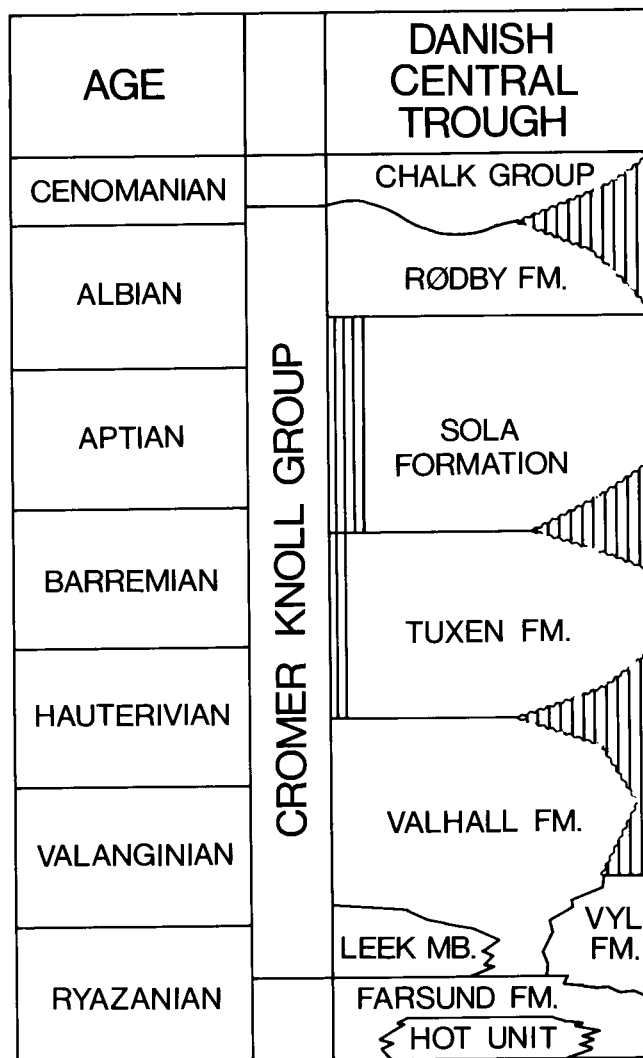 AGE
DANISH
CENTRAL
TROUGH
CENOMANIAN
ALBIAN
APTIAN
BARREMIAN
HAUTERIVIAN
VALANGINIAN
RYAZANIAN
CROMER KNOLL GROUP
CHALK GROUP
RØDBY FM.
SOLA
FORMATION
TUXEN FM.
VALHALL FM.
LEEK MB.
VYL
FM.
FARSUND FM.
HOT UNIT